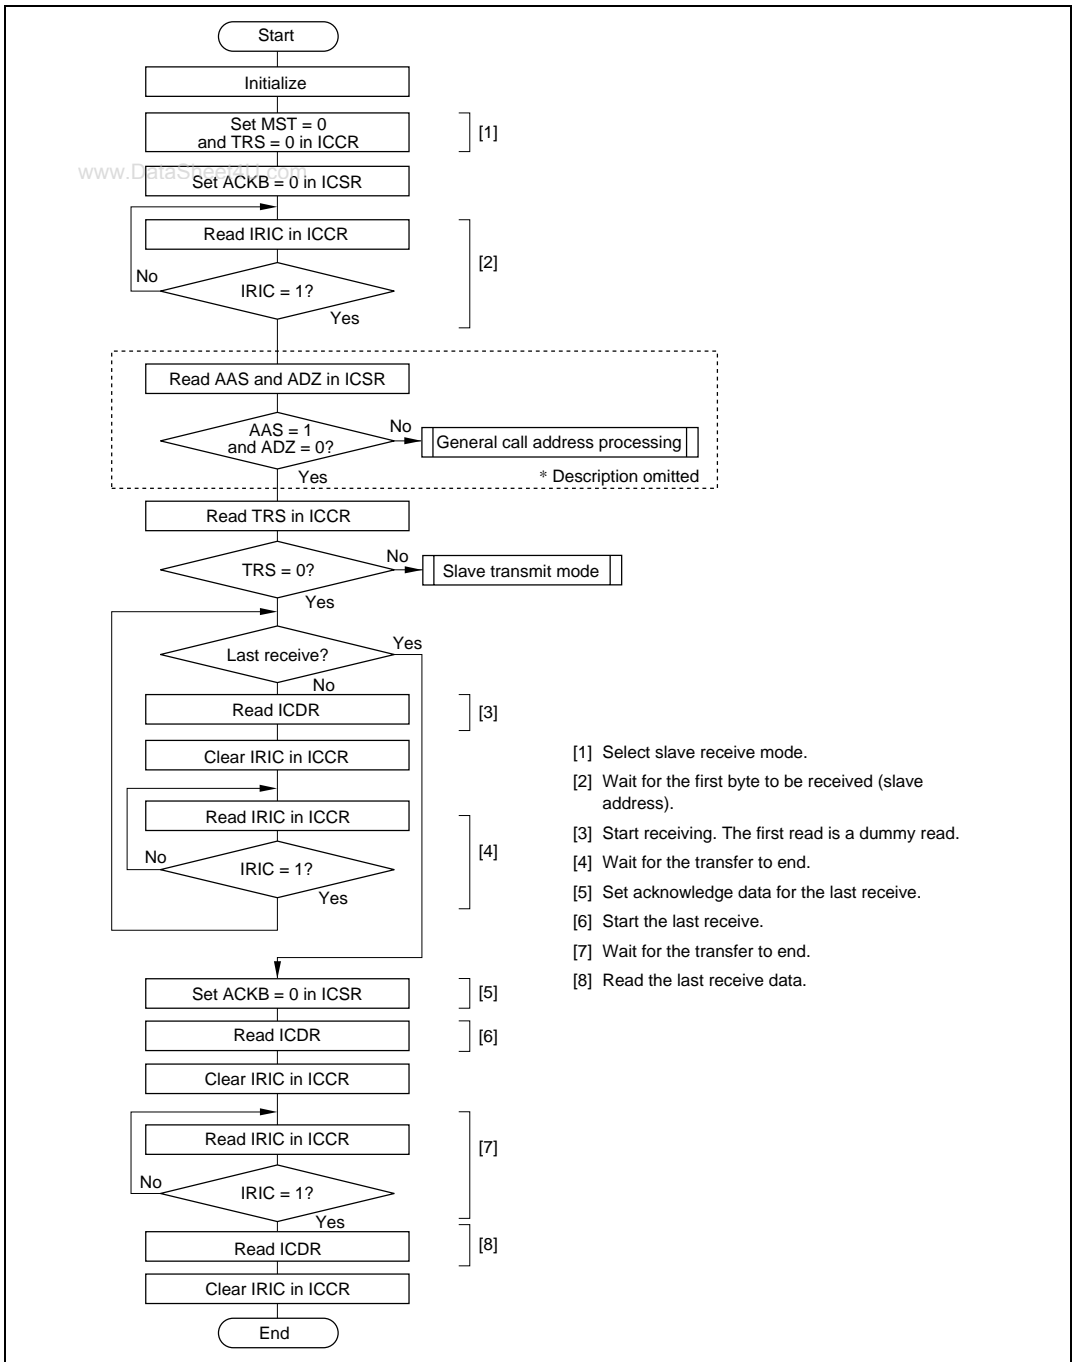 Start
Initialize
Set MST = 0
and TRS = 0 in ICCR
[1]
www.DataSheet4U.com
Set ACKB = 0 in ICSR
Read IRIC in ICCR
[2]
No
IRIC = 1?
Yes
Read AAS and ADZ in ICSR
AAS = 1
and ADZ = 0?
No
General call address processing
Yes
* Description omitted
Read TRS in ICCR
TRS = 0?
No
Slave transmit mode
Yes
Last receive?
Yes
No
Read ICDR
[3]
Clear IRIC in ICCR
Read IRIC in ICCR
[4]
No
IRIC = 1?
Yes
[1] Select slave receive mode.
[2] Wait for the first byte to be received (slave
address).
[3] Start receiving. The first read is a dummy read.
[4] Wait for the transfer to end.
[5] Set acknowledge data for the last receive.
[6] Start the last receive.
[7] Wait for the transfer to end.
[8] Read the last receive data.
Set ACKB = 0 in ICSR
[5]
Read ICDR
[6]
Clear IRIC in ICCR
Read IRIC in ICCR
[7]
No
IRIC = 1?
Yes
Read ICDR
[8]
Clear IRIC in ICCR
End